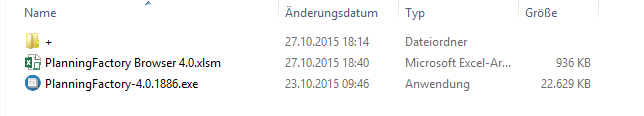 Name Änderungsdatum Typ Größe
+ 27.10.2015 18:14 Dateiordner
PlanningFactory Browser 4.0.xlsm 27.10.2015 18:40 Microsoft Excel-Ar... 936 KB
PlanningFactory-4.0.1886.exe 23.10.2015 09:46 Anwendung 22.629 KB